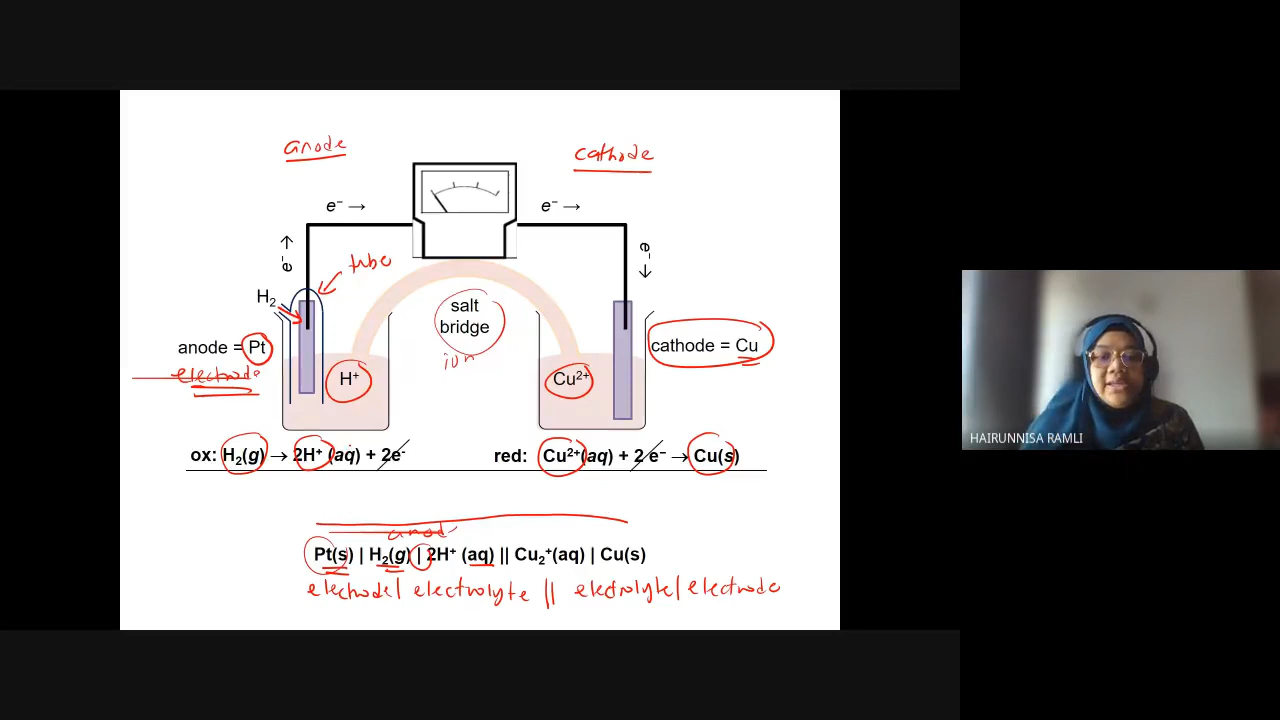 anode
cathode
e⁻ →
e⁻ →
e⁻ →
e⁻ →
tube
H₂
salt
bridge
ion
anode = Pt
electrode
cathode = Cu
H⁺
Cu²⁺
ox: H₂(g) → 2H⁺ (aq) + 2e⁻
red: Cu²⁺(aq) + 2 e⁻ → Cu(s)
anod
Pt(s) | H₂(g) | 2H⁺ (aq) || Cu₂⁺(aq) | Cu(s)
electrode| electrolyte || electrolyte| electrode
HAIRUNNISA RAMLI